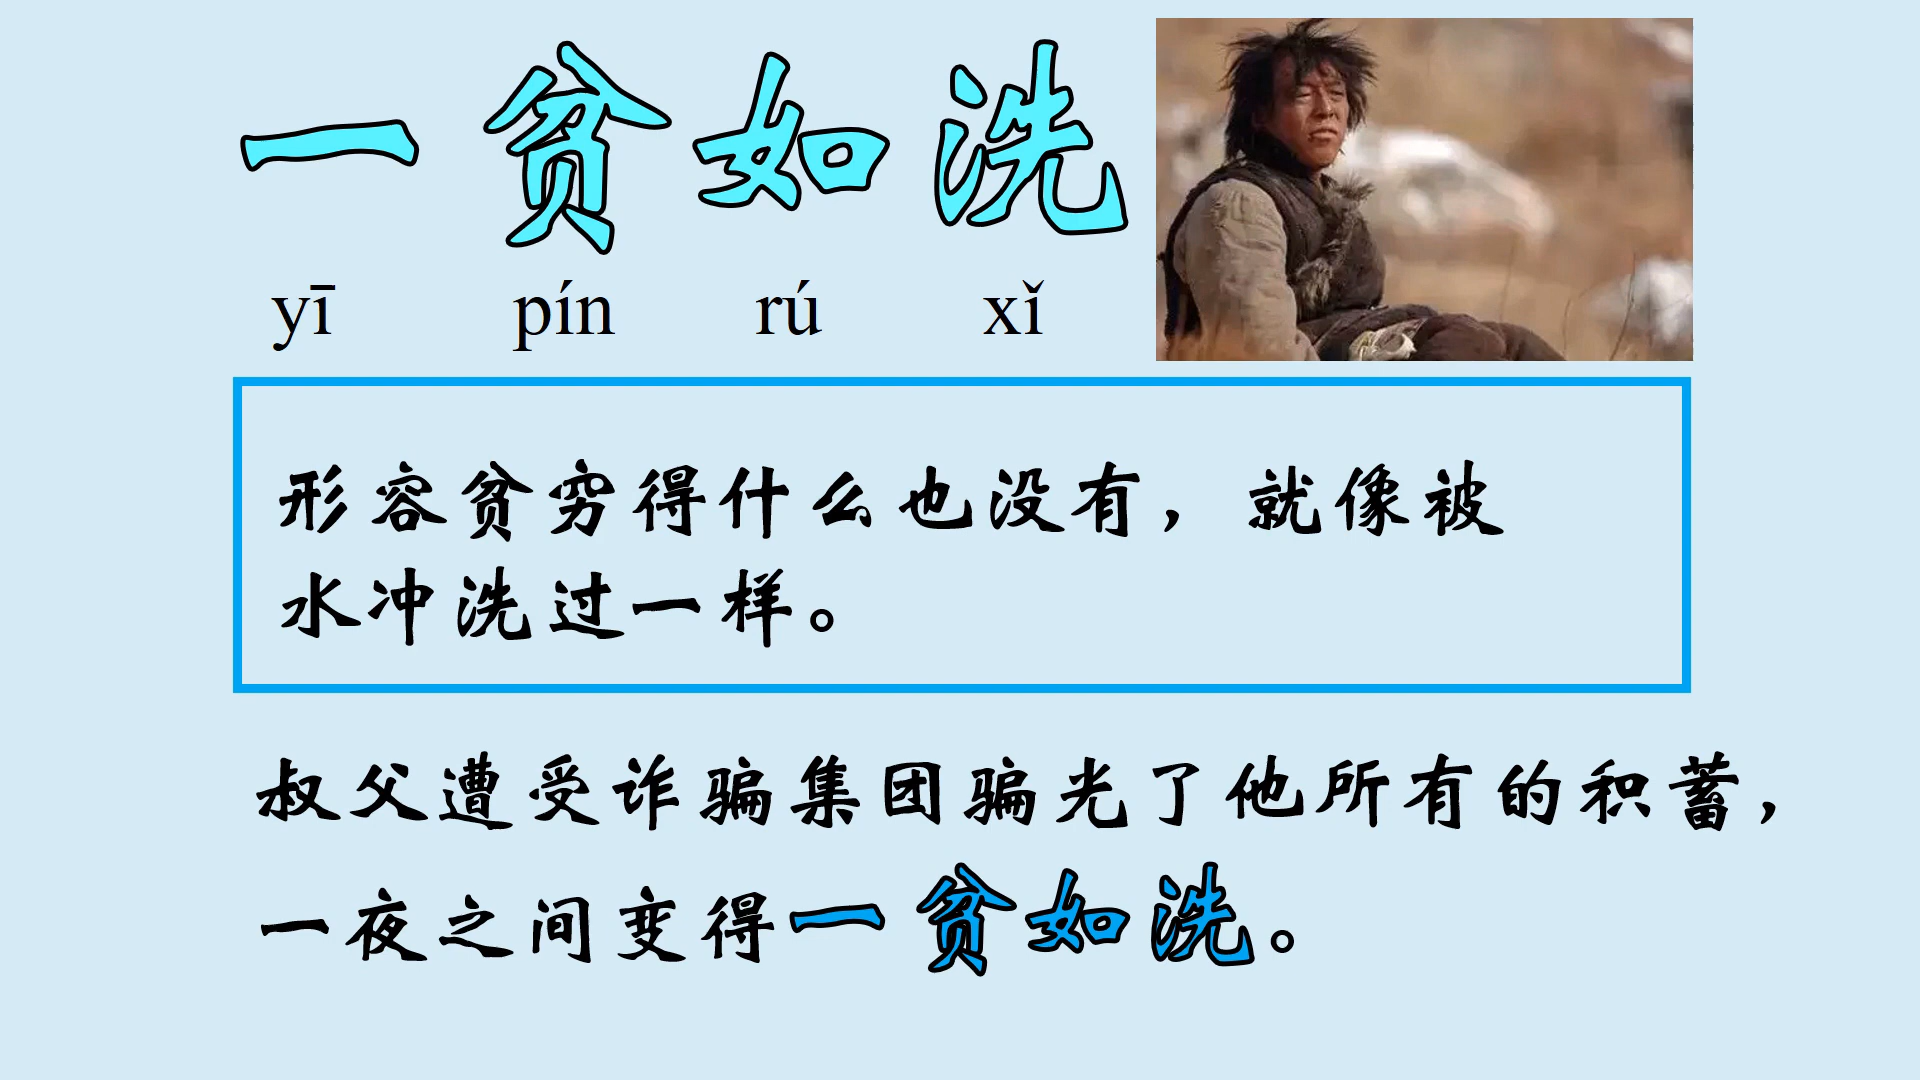 一贫如洗
yī pín rú xǐ
形容贫穷得什么也没有，就像被
水冲洗过一样。
叔父遭受诈骗集团骗光了他所有的积蓄，
一夜之间变得一贫如洗。